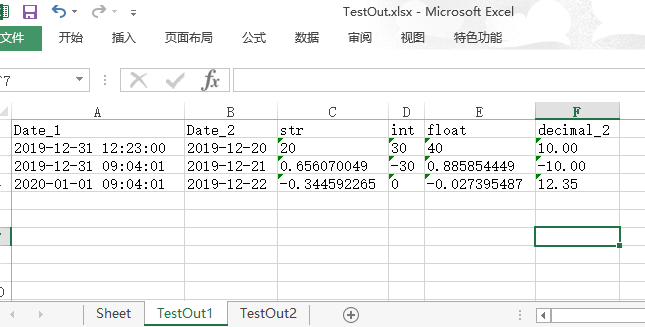 TestOut.xlsx - Microsoft Excel
文件 开始 插入 页面布局 公式 数据 审阅 视图 特色功能
F7 fx
A B C D E F
Date_1 Date_2 str int float decimal_2
2019-12-31 12:23:00 2019-12-20 20 30 40 10.00
2019-12-31 09:04:01 2019-12-21 0.656070049 -30 0.885854449 -10.00
2020-01-01 09:04:01 2019-12-22 -0.344592265 0 -0.027395487 12.35
Sheet TestOut1 TestOut2